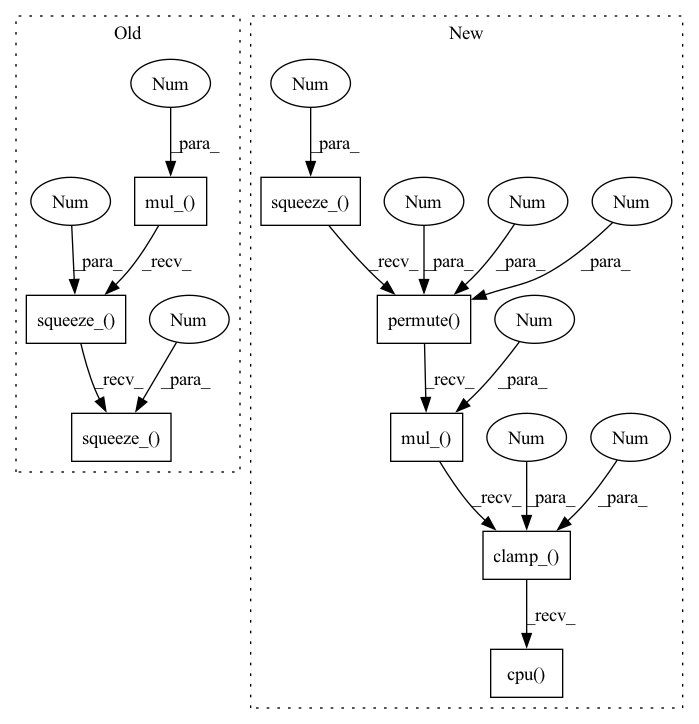 Old
New
Num
Num
_para_
_para_
mul_()
squeeze_()
Num
Num
Num
Num
_para_
_recv_
_recv_
_para_
_para_
_para_
squeeze_()
Num
permute()
Num
_recv_
_para_
_recv_
_para_
squeeze_()
mul_()
Num
Num
_recv_
_para_
_para_
clamp_()
_recv_
cpu()